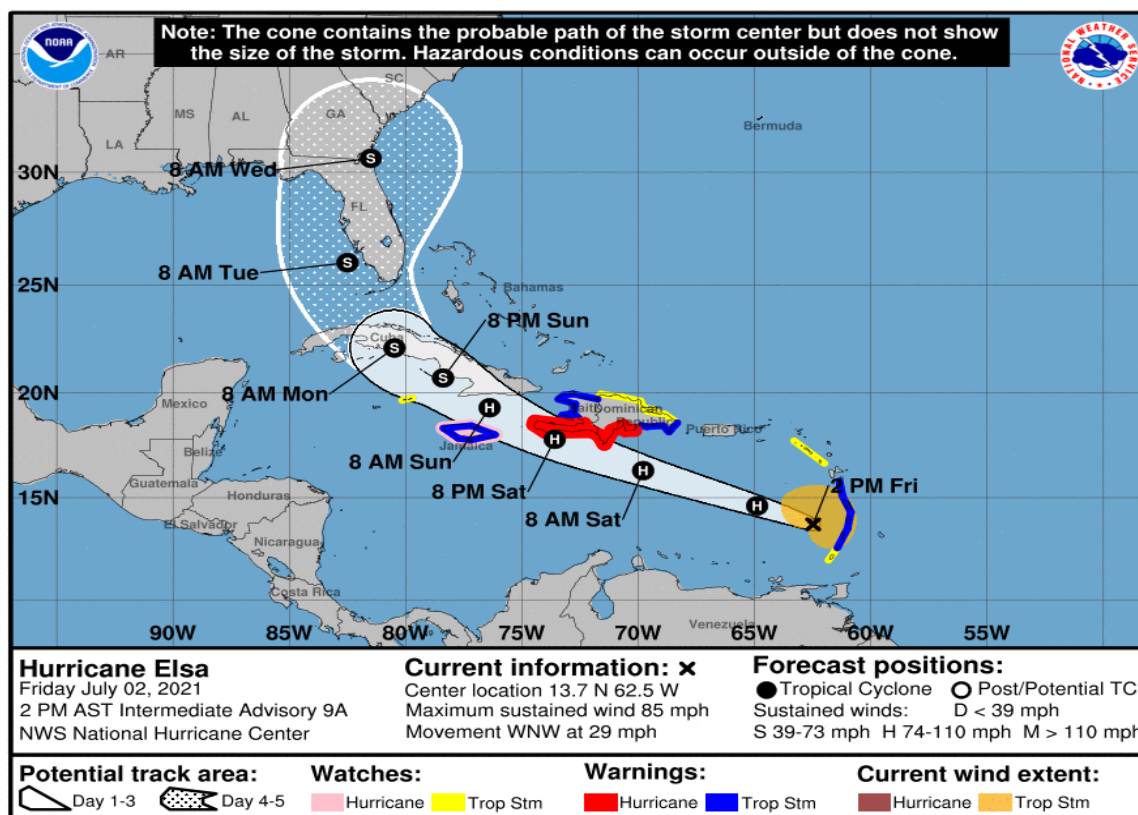 Note: The cone contains the probable path of the storm center but does not show
the size of the storm. Hazardous conditions can occur outside of the cone.
NOAA
NATIONAL WEATHER SERVICE
AR
SC
MS
AL
GA
LA
Bermuda
30N
8 AM Wed
S
FL
8 AM Tue
S
25N
Bahamas
8 PM Sun
Cuba
S
S
8 AM Mon
20N
Mexico
H
Haiti
Dominican
Republic
Puerto Rico
Jamaica
H
Belize
8 AM Sun
H
Guatemala
8 PM Sat
2 PM Fri
15N
Honduras
H
8 AM Sat
El Salvador
Nicaragua
Costa Rica
Venezuela
90W 85W 80W 75W 70W 65W 60W 55W
Hurricane Elsa
Friday July 02, 2021
2 PM AST Intermediate Advisory 9A
NWS National Hurricane Center
Current information: ×
Center location 13.7 N 62.5 W
Maximum sustained wind 85 mph
Movement WNW at 29 mph
Forecast positions:
Tropical Cyclone Post/Potential TC
Sustained winds: D < 39 mph
S 39-73 mph H 74-110 mph M > 110 mph
Potential track area:
Day 1-3 Day 4-5
Watches:
Hurricane Trop Stm
Warnings:
Hurricane Trop Stm
Current wind extent:
Hurricane Trop Stm